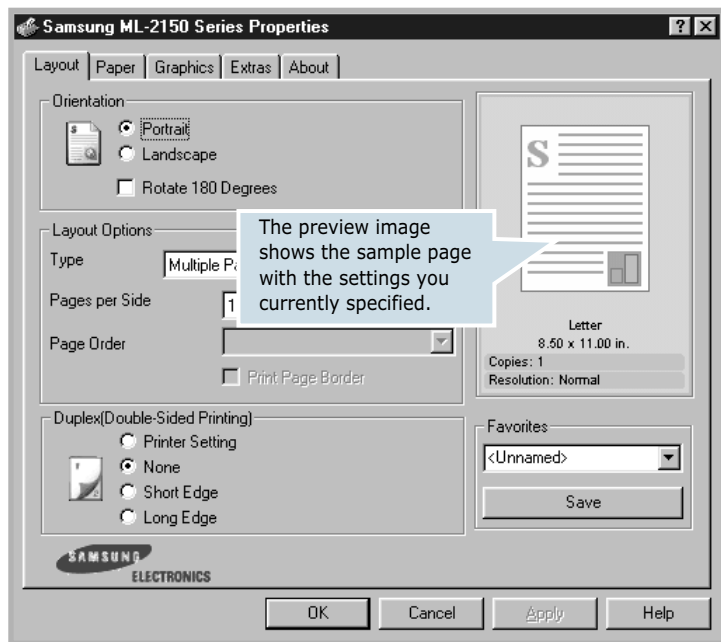 Samsung ML-2150 Series Properties
Layout Paper Graphics Extras About
Orientation
Portrait
Landscape
Rotate 180 Degrees
Layout Options
Type
Multiple
Pages per Side
1
Page Order
Print Page Border
The preview image
shows the sample page
with the settings you
currently specified.
S
Letter
8.50 x 11.00 in.
Copies: 1
Resolution: Normal
Duplex(Double-Sided Printing)
Printer Setting
None
Short Edge
Long Edge
Favorites
<Unnamed>
Save
SAMSUNG
ELECTRONICS
OK Cancel Apply Help